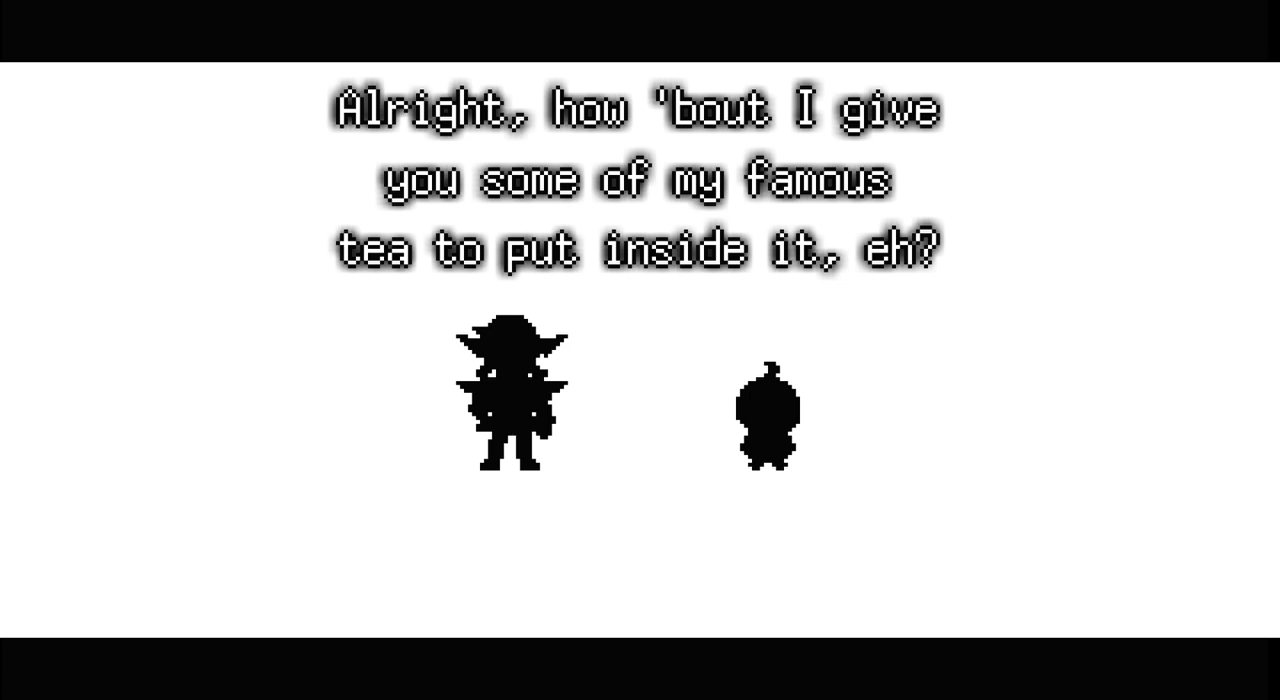 Alright, how 'bout I give
you some of my famous
tea to put inside it, eh?